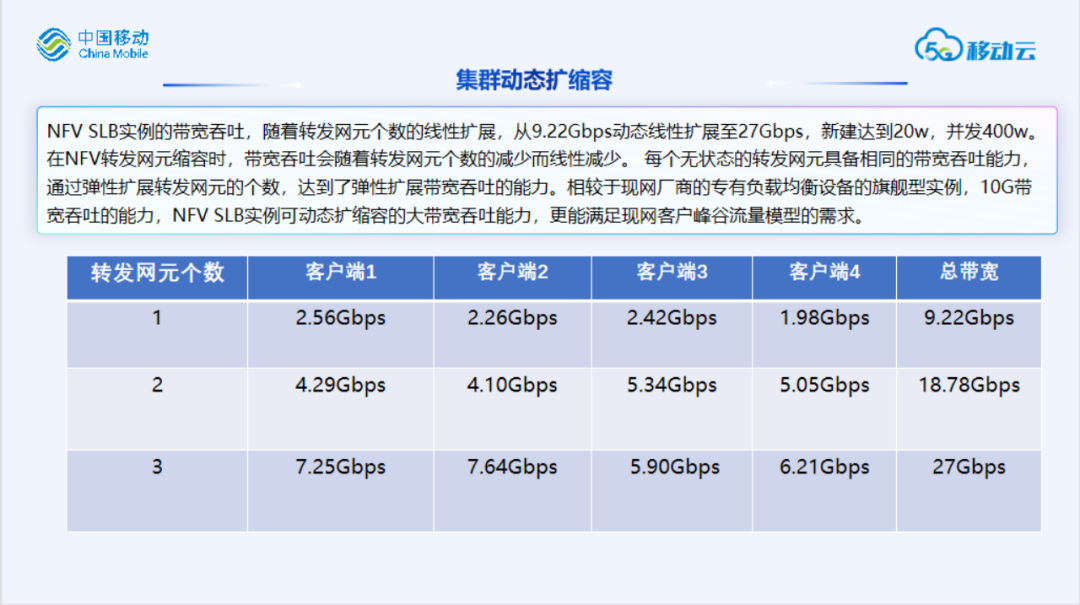 中国移动
China Mobile
5G 移动云
集群动态扩缩容
NFV SLB实例的带宽吞吐，随着转发网元个数的线性扩展，从9.22Gbps动态线性扩展至27Gbps，新建达到20w，并发400w。
在NFV转发网元缩容时，带宽吞吐会随着转发网元个数的减少而线性减少。 每个无状态的转发网元具备相同的带宽吞吐能力，
通过弹性扩展转发网元的个数，达到了弹性扩展带宽吞吐的能力。相较于现网厂商的专有负载均衡设备的旗舰型实例，10G带
宽吞吐的能力，NFV SLB实例可动态扩缩容的大带宽吞吐能力，更能满足现网客户峰谷流量模型的需求。
转发网元个数 客户端1 客户端2 客户端3 客户端4 总带宽
1 2.56Gbps 2.26Gbps 2.42Gbps 1.98Gbps 9.22Gbps
2 4.29Gbps 4.10Gbps 5.34Gbps 5.05Gbps 18.78Gbps
3 7.25Gbps 7.64Gbps 5.90Gbps 6.21Gbps 27Gbps